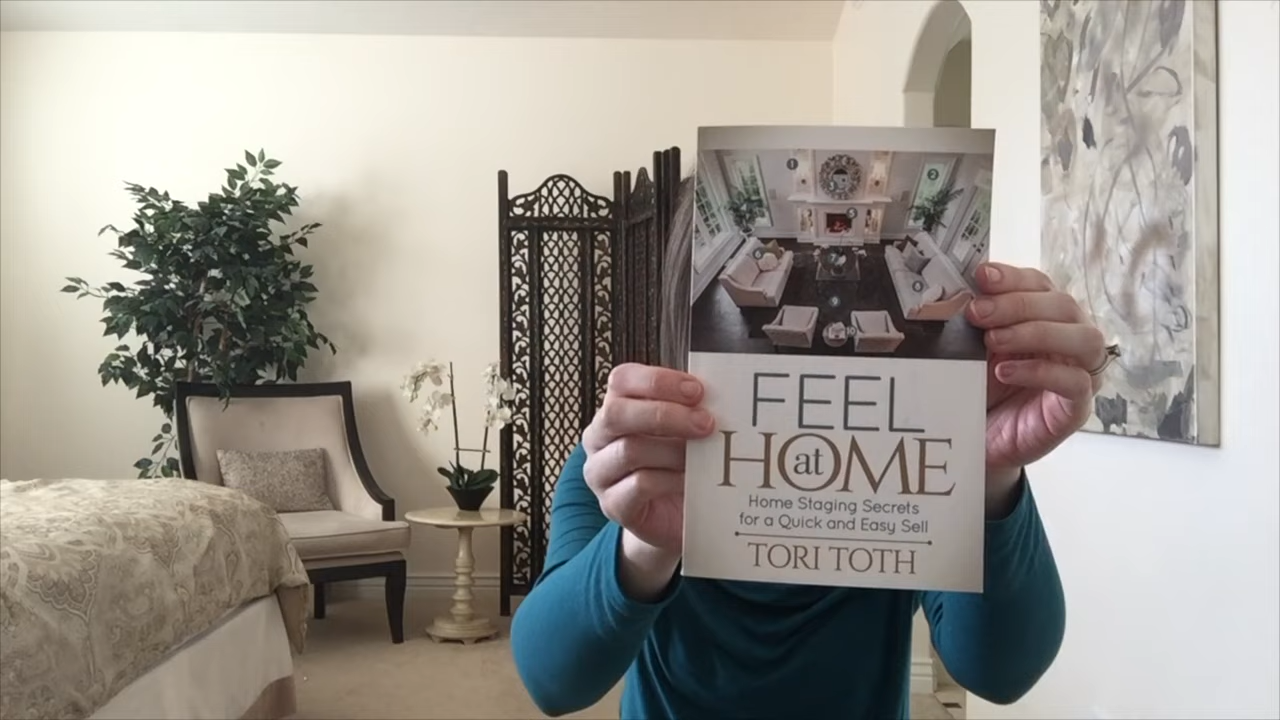 FEEL
at
HOME
Home Staging Secrets
for a Quick and Easy Sell
TORI TOTH